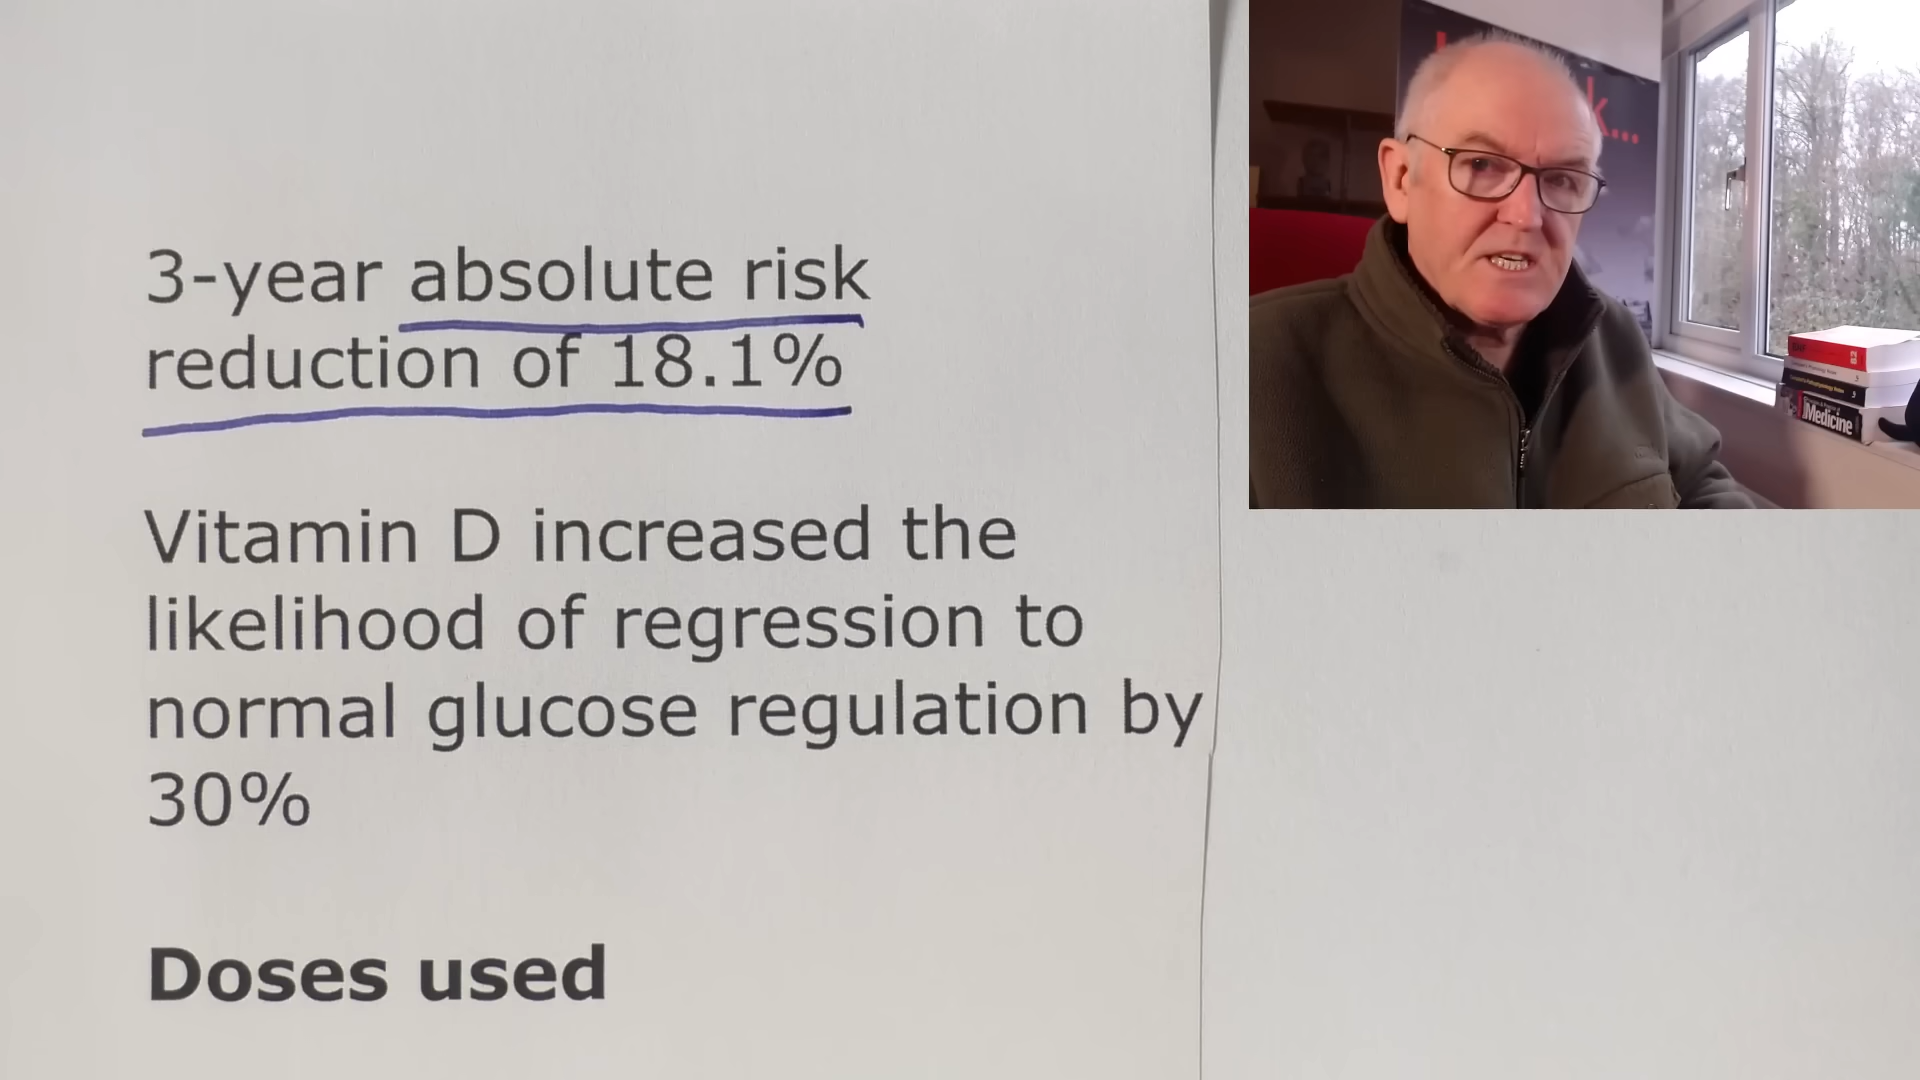 3-year absolute risk
reduction of 18.1%
Vitamin D increased the
likelihood of regression to
normal glucose regulation by
30%
Doses used
k...
Medicine